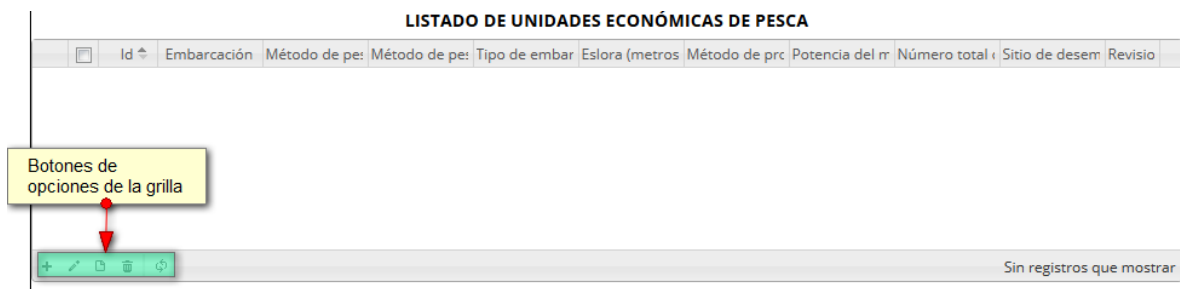 LISTADO DE UNIDADES ECONÓMICAS DE PESCA
Id Embarcación Método de pes Método de pes Tipo de embar Eslora (metros Método de prc Potencia del m Número total c Sitio de desem Revisio
Botones de
opciones de la grilla
Sin registros que mostrar